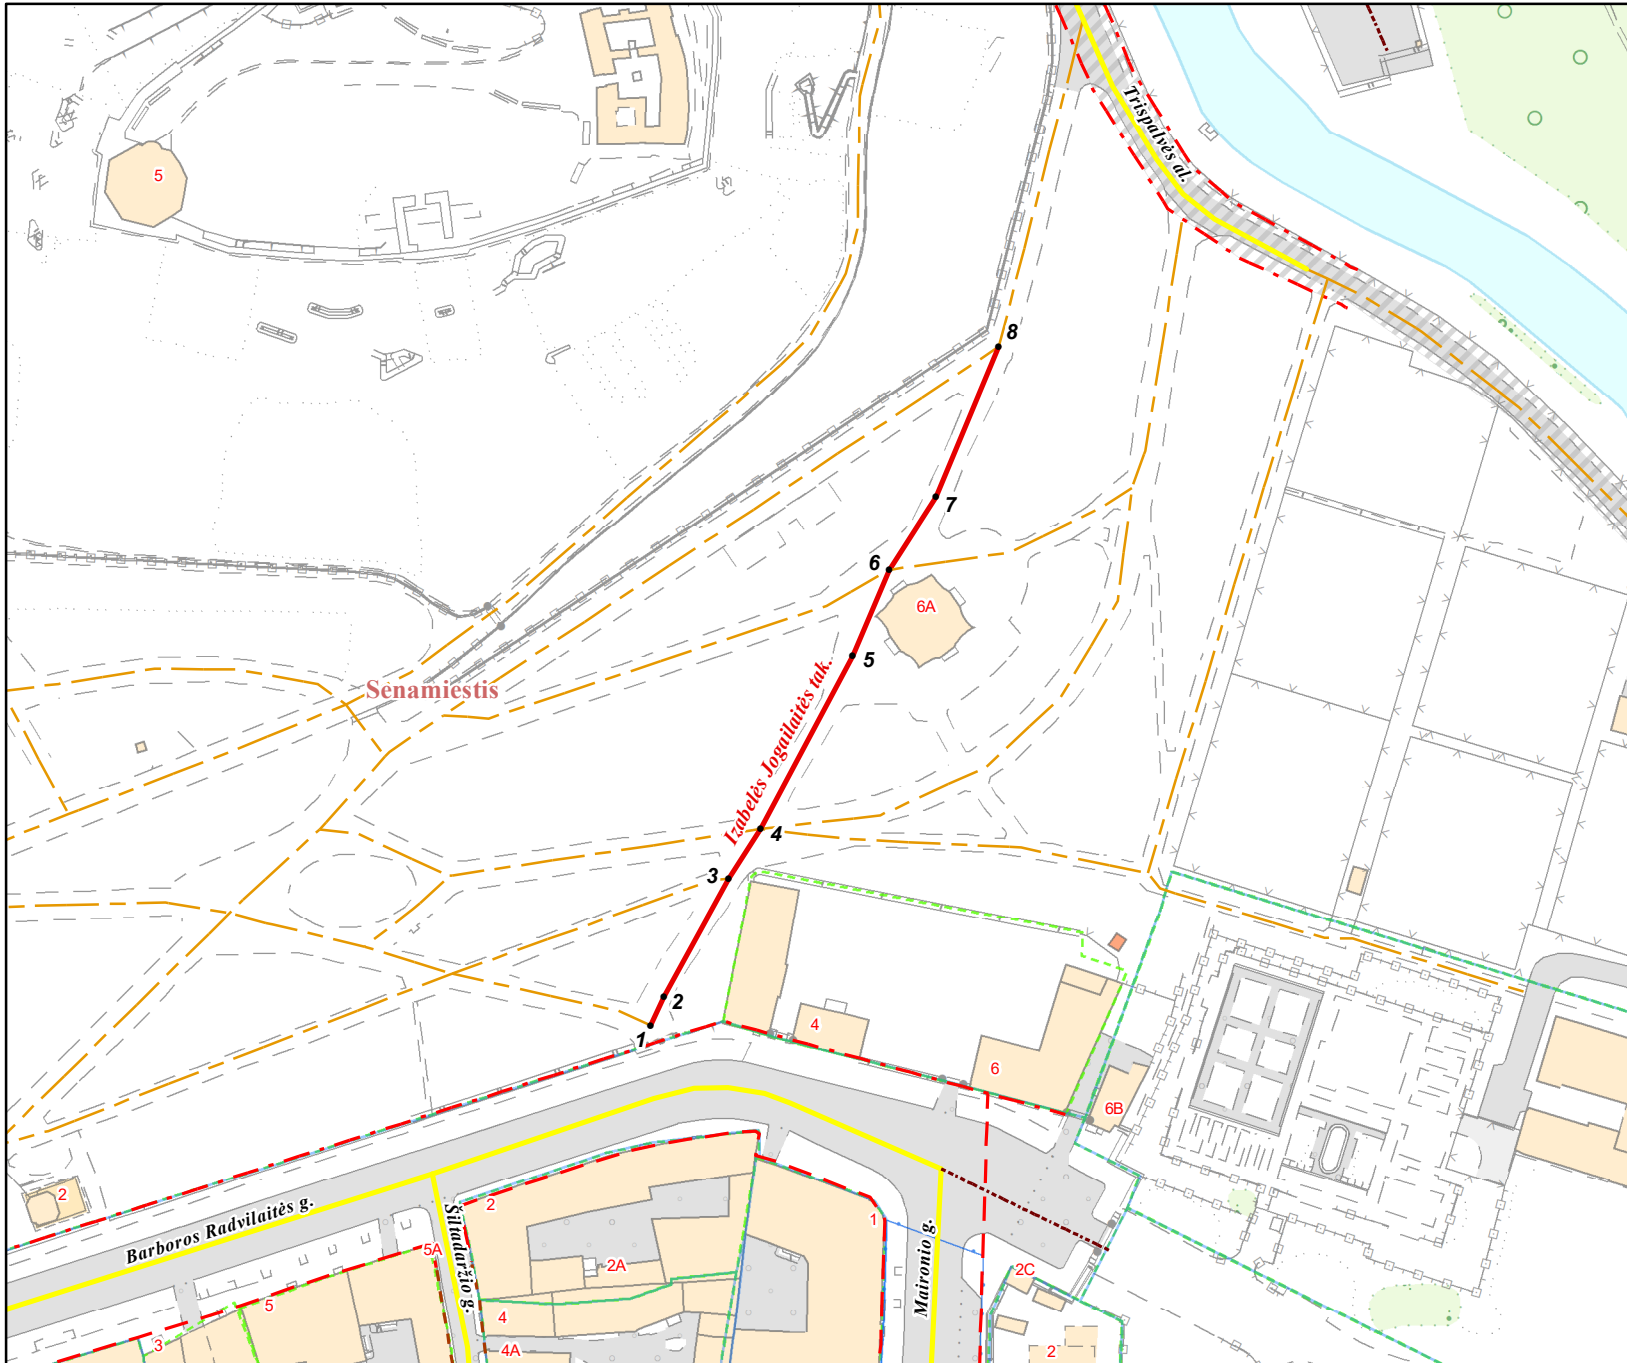 Trispalvės al.
5
8
7
6
6A
5
Senamiestis
Izabelės Jogailaitės tak.
4
3
2
1
4
6
6B
2
Barboros Radvilaitės g.
Šiltadaržio g.
2
1
5A
2A
Maironio g.
2C
5
4
3
4A
2